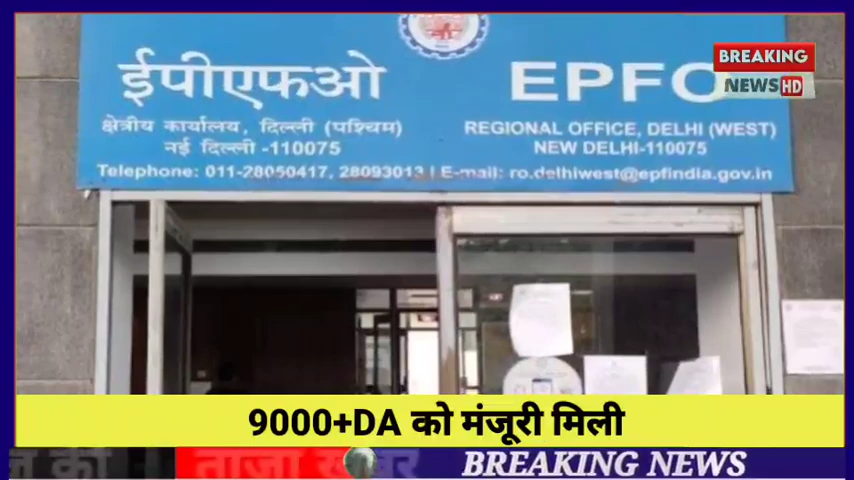 ईपीएफओ
क्षेत्रीय कार्यालय, दिल्ली (पश्चिम)
नई दिल्ली -110075
EPFO
REGIONAL OFFICE, DELHI (WEST)
NEW DELHI-110075
Telephone: 011-28050417, 28093013 | E-mail: ro.delhiwest@epfindia.gov.in
BREAKING
NEWS HD
9000+DA को मंजूरी मिली
ताज़ा खबर
BREAKING NEWS